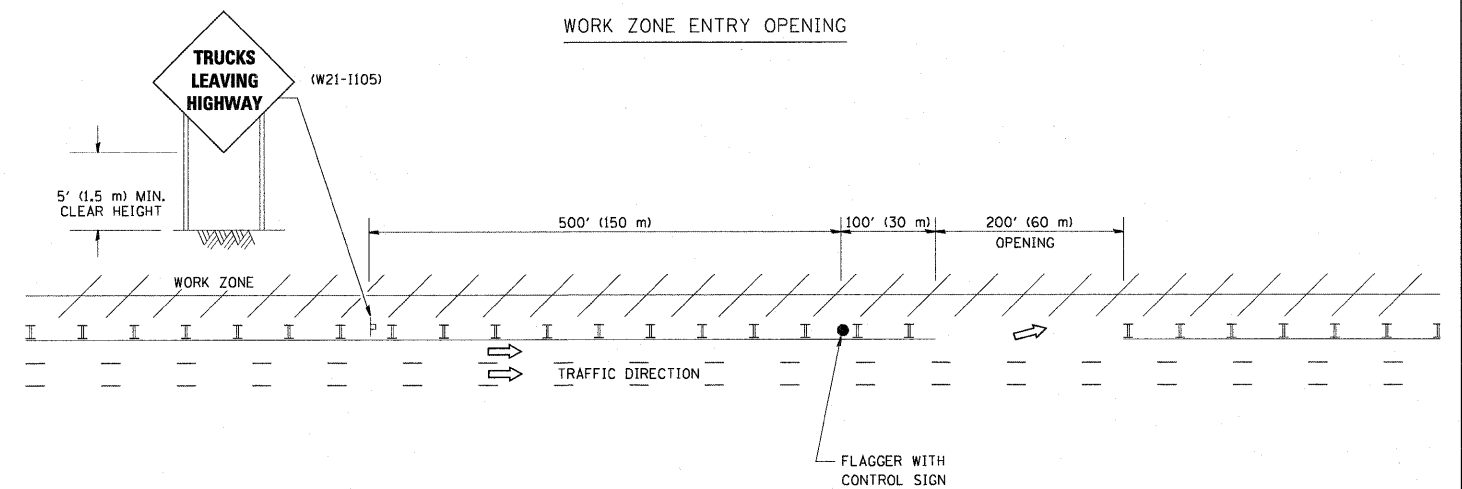 WORK ZONE ENTRY OPENING
TRUCKS
LEAVING
HIGHWAY
(W21-I105)
5' (1.5 m) MIN.
CLEAR HEIGHT
500' (150 m)
100' (30 m)
200' (60 m)
OPENING
WORK ZONE
TRAFFIC DIRECTION
FLAGGER WITH
CONTROL SIGN